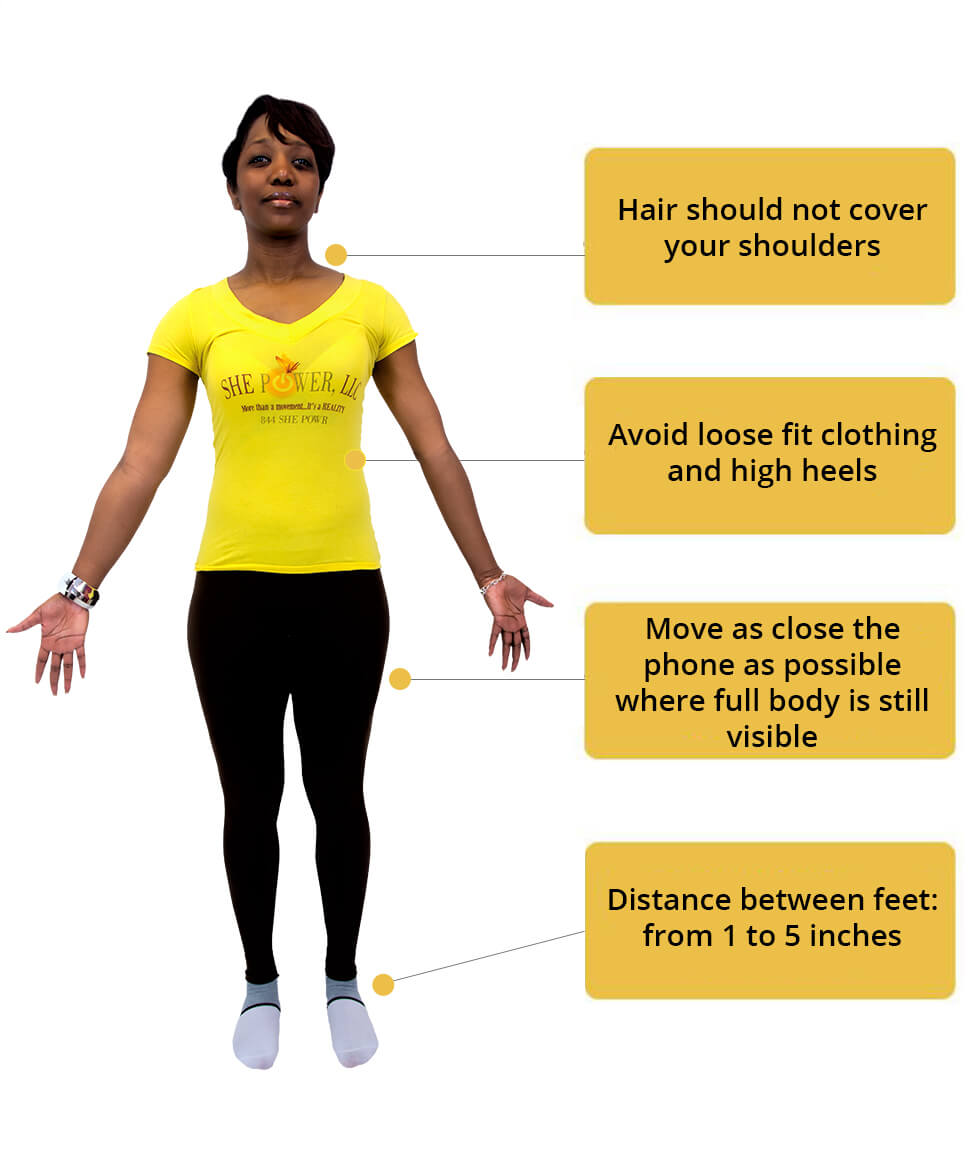 Hair should not cover
your shoulders
SHE POWER, LLC
More than a movement...It's a REALITY
844 SHE POWR
Avoid loose fit clothing
and high heels
Move as close the
phone as possible
where full body is still
visible
Distance between feet:
from 1 to 5 inches